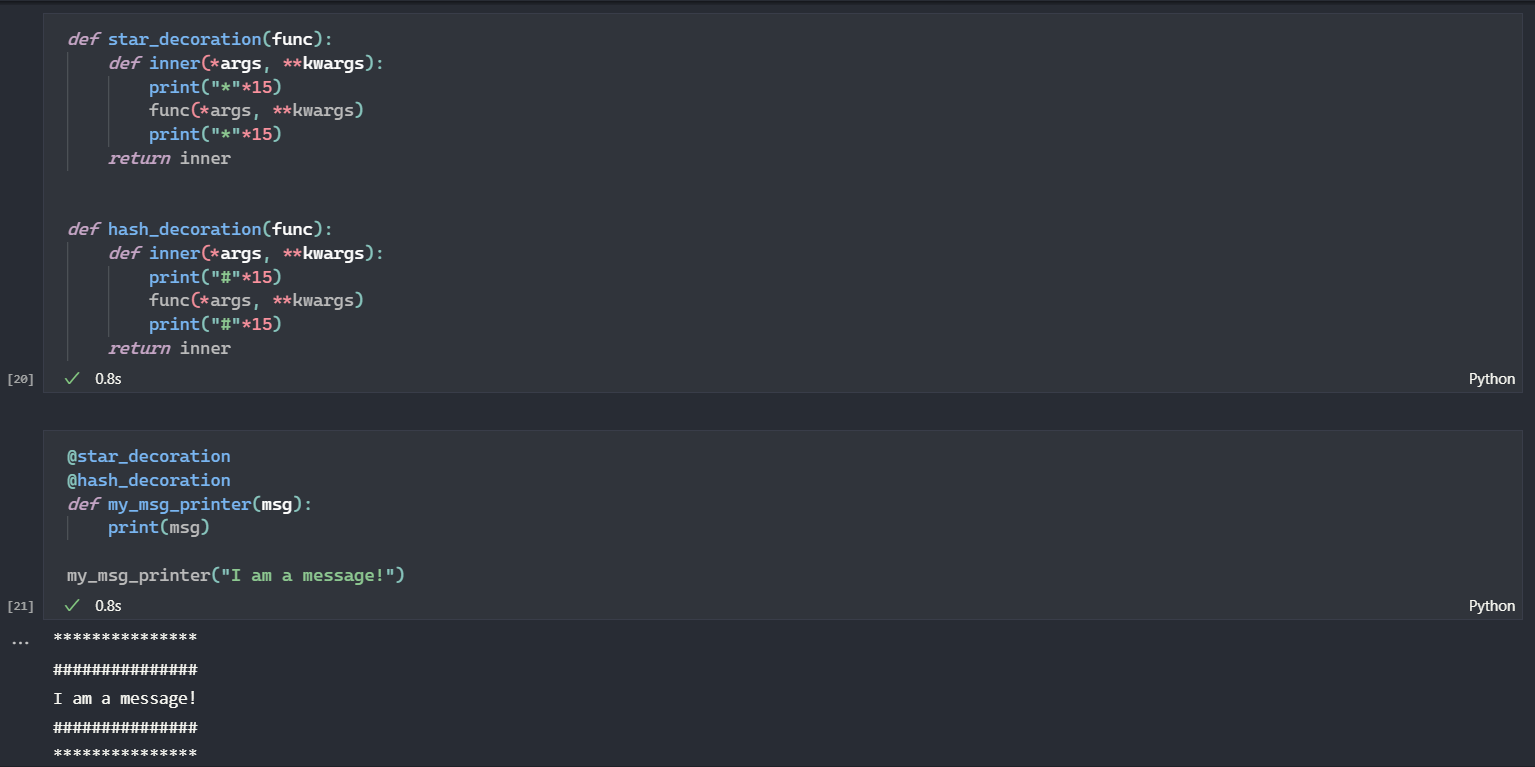 def star_decoration(func):
    def inner(*args, **kwargs):
        print("*"*15)
        func(*args, **kwargs)
        print("*"*15)
    return inner
def hash_decoration(func):
    def inner(*args, **kwargs):
        print("#"*15)
        func(*args, **kwargs)
        print("#"*15)
    return inner
[20] ✓ 0.8s Python
@star_decoration
@hash_decoration
def my_msg_printer(msg):
    print(msg)
my_msg_printer("I am a message!")
[21] ✓ 0.8s Python
... ***************
###############
I am a message!
###############
***************